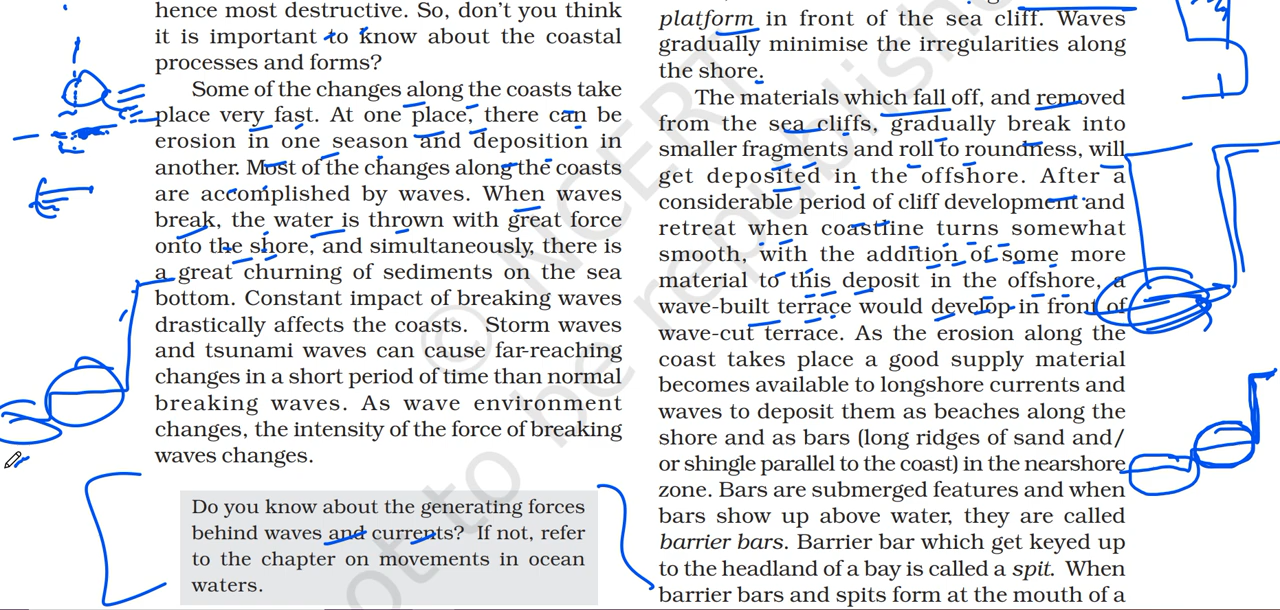 hence most destructive. So, don't you think
it is important to know about the coastal
processes and forms?
Some of the changes along the coasts take
place very fast. At one place, there can be
erosion in one season and deposition in
another. Most of the changes along the coasts
are accomplished by waves. When waves
break, the water is thrown with great force
onto the shore, and simultaneously, there is
a great churning of sediments on the sea
bottom. Constant impact of breaking waves
drastically affects the coasts. Storm waves
and tsunami waves can cause far-reaching
changes in a short period of time than normal
breaking waves. As wave environment
changes, the intensity of the force of breaking
waves changes.
Do you know about the generating forces
behind waves and currents? If not, refer
to the chapter on movements in ocean
waters.
platform in front of the sea cliff. Waves
gradually minimise the irregularities along
the shore.
The materials which fall off, and removed
from the sea cliffs, gradually break into
smaller fragments and roll to roundness, will
get deposited in the offshore. After a
considerable period of cliff development and
retreat when coastline turns somewhat
smooth, with the addition of some more
material to this deposit in the offshore, a
wave-built terrace would develop in front of
wave-cut terrace. As the erosion along the
coast takes place a good supply material
becomes available to longshore currents and
waves to deposit them as beaches along the
shore and as bars (long ridges of sand and/
or shingle parallel to the coast) in the nearshore
zone. Bars are submerged features and when
bars show up above water, they are called
barrier bars. Barrier bar which get keyed up
to the headland of a bay is called a spit. When
barrier bars and spits form at the mouth of a
© NCERT
not to be republished